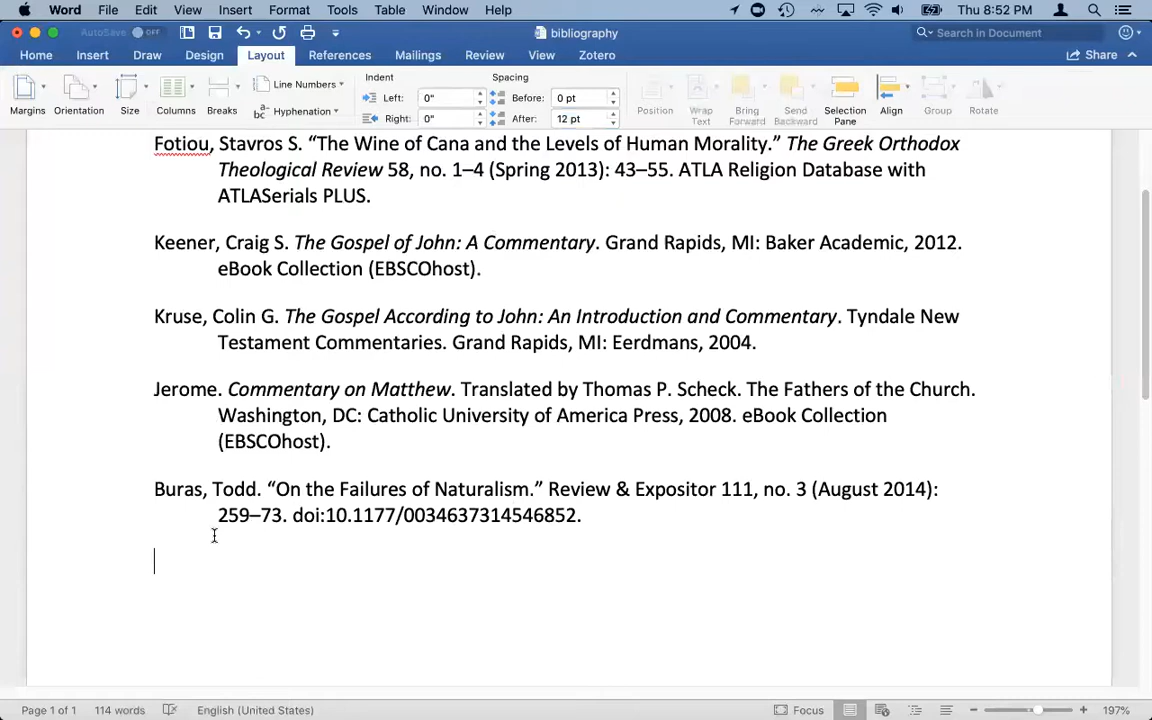 Word File Edit View Insert Format Tools Table Window Help Thu 8:52 PM
AutoSave OFF bibliography Search in Document
Home Insert Draw Design Layout References Mailings Review View Zotero Share
Line Numbers Indent Spacing
Left: 0" Before: 0 pt
Hyphenation Right: 0" After: 12 pt
Margins Orientation Size Columns Breaks Position Wrap Text Bring Forward Send Backward Selection Pane Align Group Rotate
Fotiou, Stavros S. “The Wine of Cana and the Levels of Human Morality.” The Greek Orthodox
Theological Review 58, no. 1–4 (Spring 2013): 43–55. ATLA Religion Database with
ATLASerials PLUS.
Keener, Craig S. The Gospel of John: A Commentary. Grand Rapids, MI: Baker Academic, 2012.
eBook Collection (EBSCOhost).
Kruse, Colin G. The Gospel According to John: An Introduction and Commentary. Tyndale New
Testament Commentaries. Grand Rapids, MI: Eerdmans, 2004.
Jerome. Commentary on Matthew. Translated by Thomas P. Scheck. The Fathers of the Church.
Washington, DC: Catholic University of America Press, 2008. eBook Collection
(EBSCOhost).
Buras, Todd. “On the Failures of Naturalism.” Review & Expositor 111, no. 3 (August 2014):
259–73. doi:10.1177/0034637314546852.
Page 1 of 1 114 words English (United States) Focus 197%